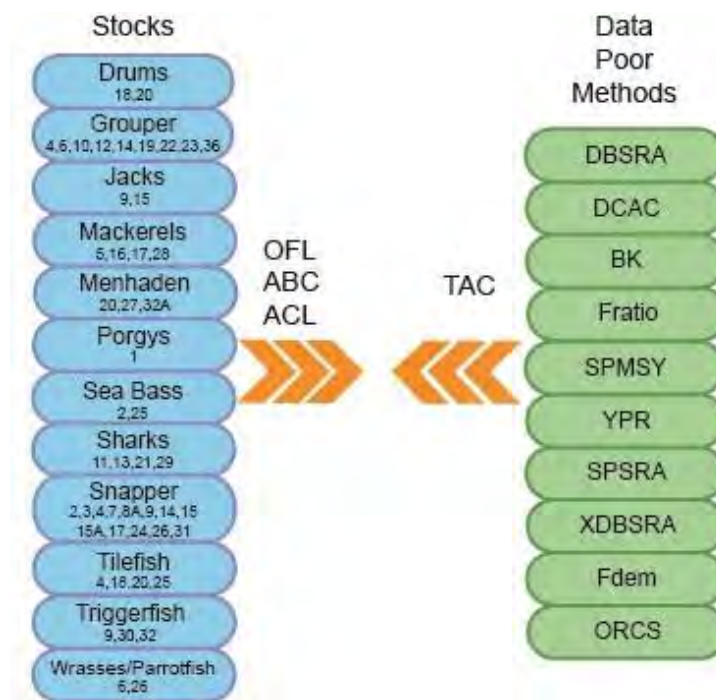 Stocks
Drums
18,20
Grouper
4,6,10,12,14,19,22,23,36
Jacks
9,15
Mackerels
5,16,17,28
Menhaden
20,27,32A
Porgys
1
Sea Bass
2,25
Sharks
11,13,21,29
Snapper
2,3,4,7,8A,9,14,15
15A,17,24,26,31
Tilefish
4,18,20,25
Triggerfish
9,30,32
Wrasses/Parrotfish
5,26
OFL
ABC
ACL
TAC
Data
Poor
Methods
DBSRA
DCAC
BK
Fratio
SPMSY
YPR
SPSRA
XDBSRA
Fdem
ORCS